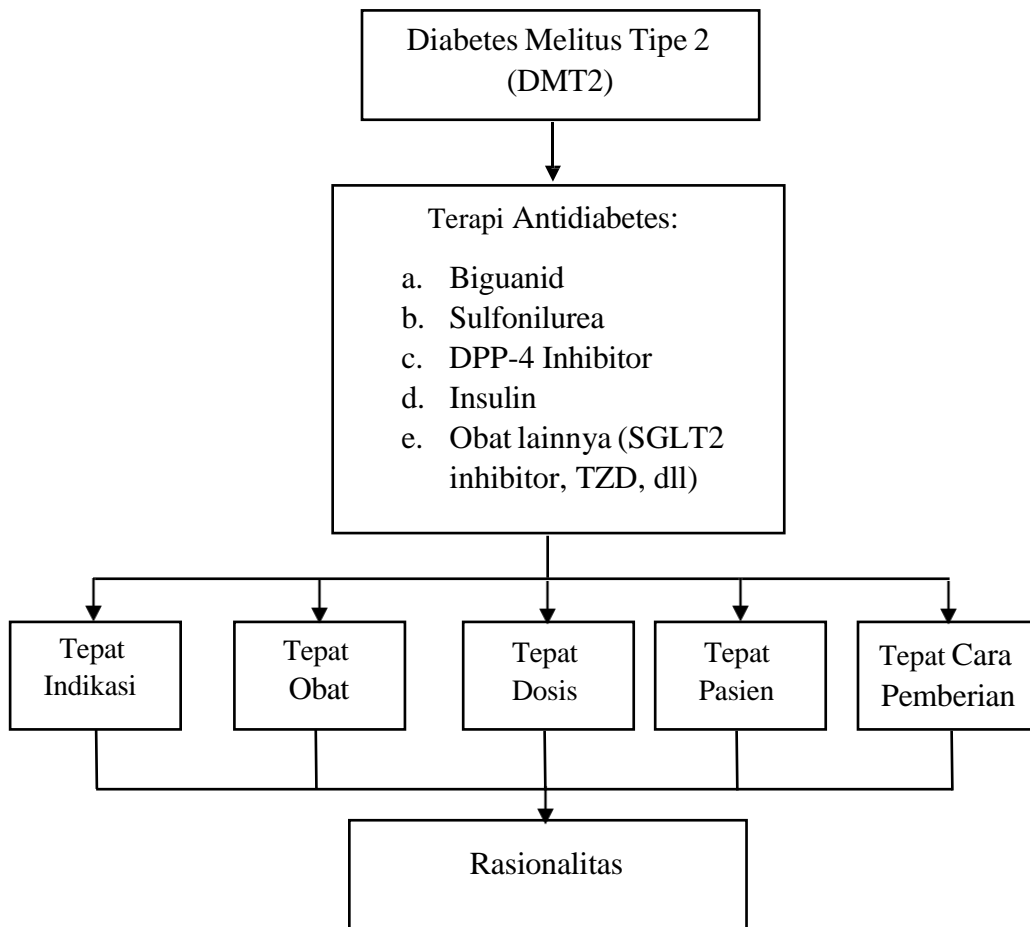 Diabetes Melitus Tipe 2
(DMT2)
Terapi Antidiabetes:
a. Biguanid
b. Sulfonilurea
c. DPP-4 Inhibitor
d. Insulin
e. Obat lainnya (SGLT2
inhibitor, TZD, dll)
Tepat
Indikasi
Tepat
Obat
Tepat
Dosis
Tepat
Pasien
Tepat Cara
Pemberian
Rasionalitas